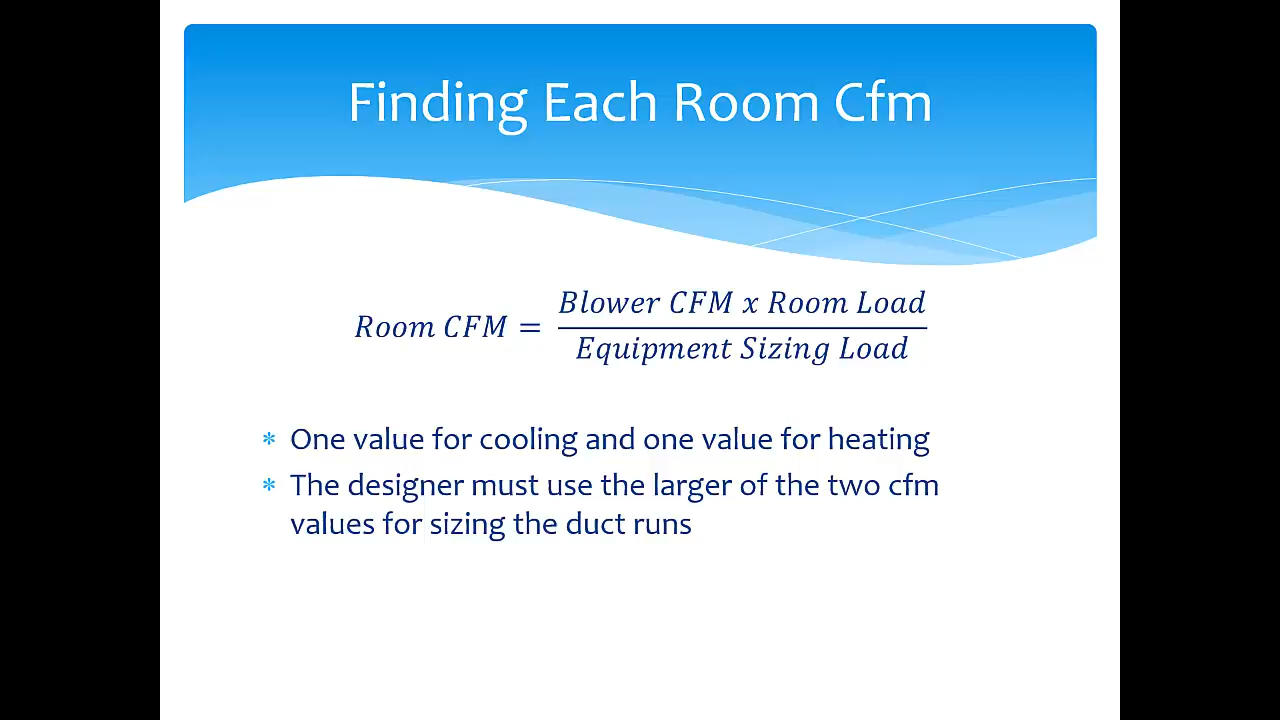 Finding Each Room Cfm
Room CFM = Blower CFM x Room Load
Equipment Sizing Load
* One value for cooling and one value for heating
* The designer must use the larger of the two cfm
values for sizing the duct runs